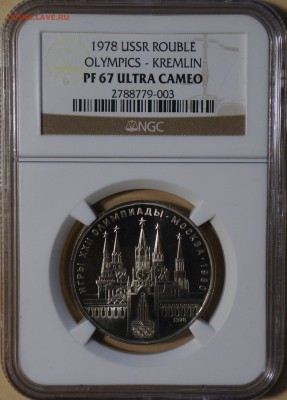 1978 USSR ROUBLE
OLYMPICS - KREMLIN
PF 67 ULTRA CAMEO
2788779-003
NGC
ИГРЫ XXII ОЛИМПИАДЫ • МОСКВА • 1980